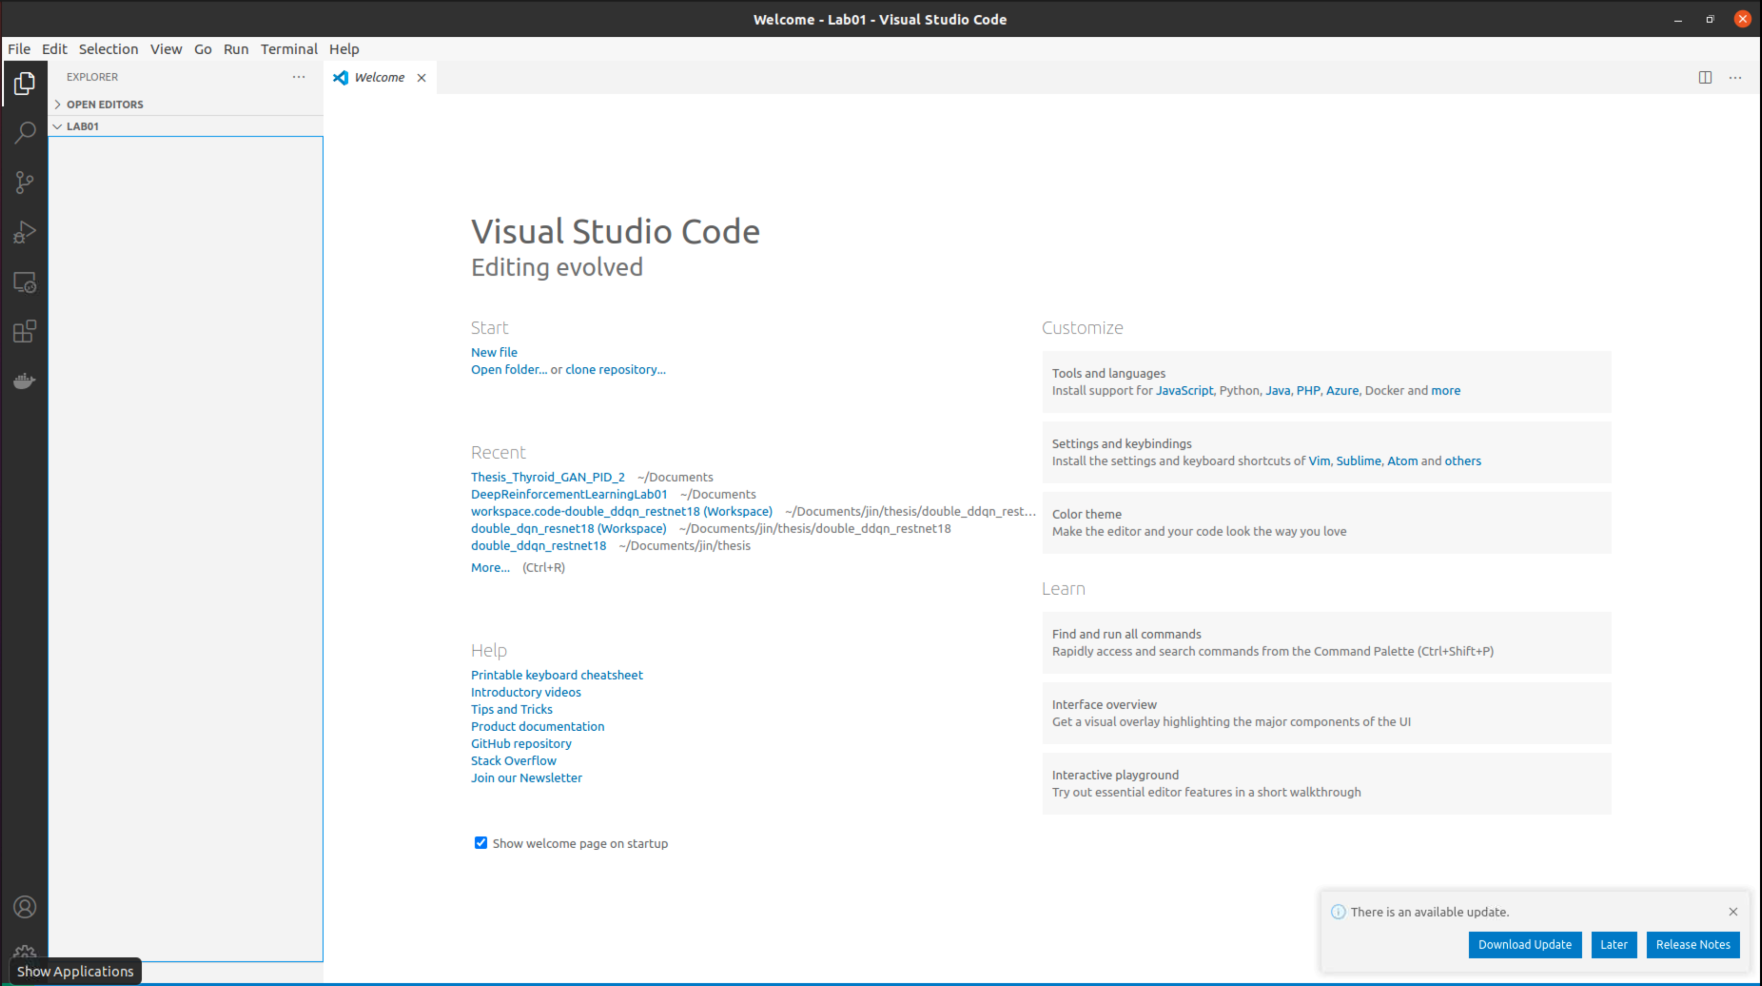 Welcome - Lab01 - Visual Studio Code
File Edit Selection View Go Run Terminal Help
EXPLORER
OPEN EDITORS
LAB01
Welcome
Visual Studio Code
Editing evolved
Start
New file
Open folder... or clone repository...
Recent
Thesis_Thyroid_GAN_PID_2 ~/Documents
DeepReinforcementLearningLab01 ~/Documents
workspace.code-double_ddqn_restnet18 (Workspace) ~/Documents/jin/thesis/double_ddqn_rest...
double_dqn_resnet18 (Workspace) ~/Documents/jin/thesis/double_ddqn_restnet18
double_ddqn_restnet18 ~/Documents/jin/thesis
More... (Ctrl+R)
Help
Printable keyboard cheatsheet
Introductory videos
Tips and Tricks
Product documentation
GitHub repository
Stack Overflow
Join our Newsletter
Show welcome page on startup
Customize
Tools and languages
Install support for JavaScript, Python, Java, PHP, Azure, Docker and more
Settings and keybindings
Install the settings and keyboard shortcuts of Vim, Sublime, Atom and others
Color theme
Make the editor and your code look the way you love
Learn
Find and run all commands
Rapidly access and search commands from the Command Palette (Ctrl+Shift+P)
Interface overview
Get a visual overlay highlighting the major components of the UI
Interactive playground
Try out essential editor features in a short walkthrough
There is an available update.
Download Update
Later
Release Notes
Show Applications